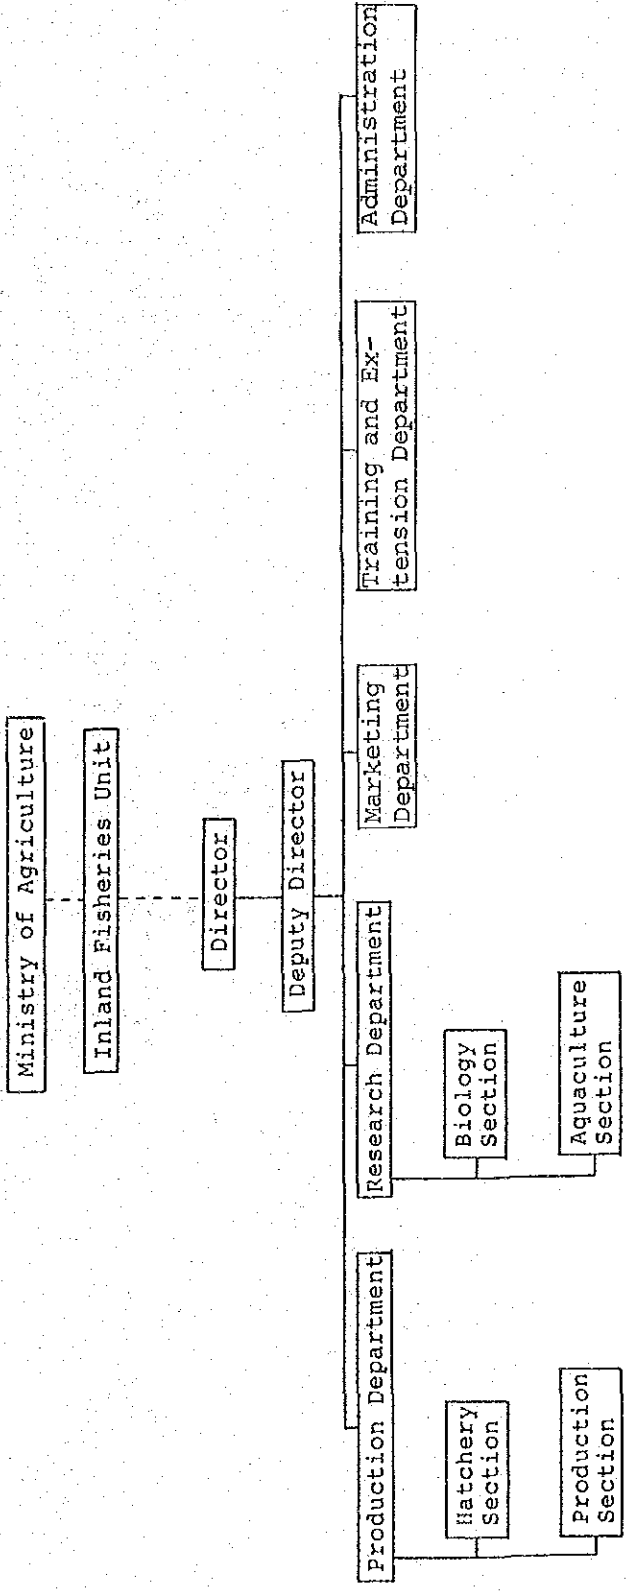 Ministry of Agriculture
Inland Fisheries Unit
Director
Deputy Director
Production Department
Research Department
Marketing
Department
Training and Ex-
tension Department
Administration
Department
Hatchery
Section
Biology
Section
Production
Section
Aquaculture
Section